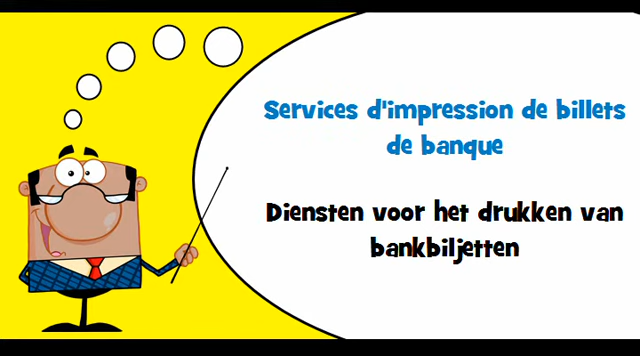 Services d'impression de billets
de banque
Diensten voor het drukken van
bankbiljetten